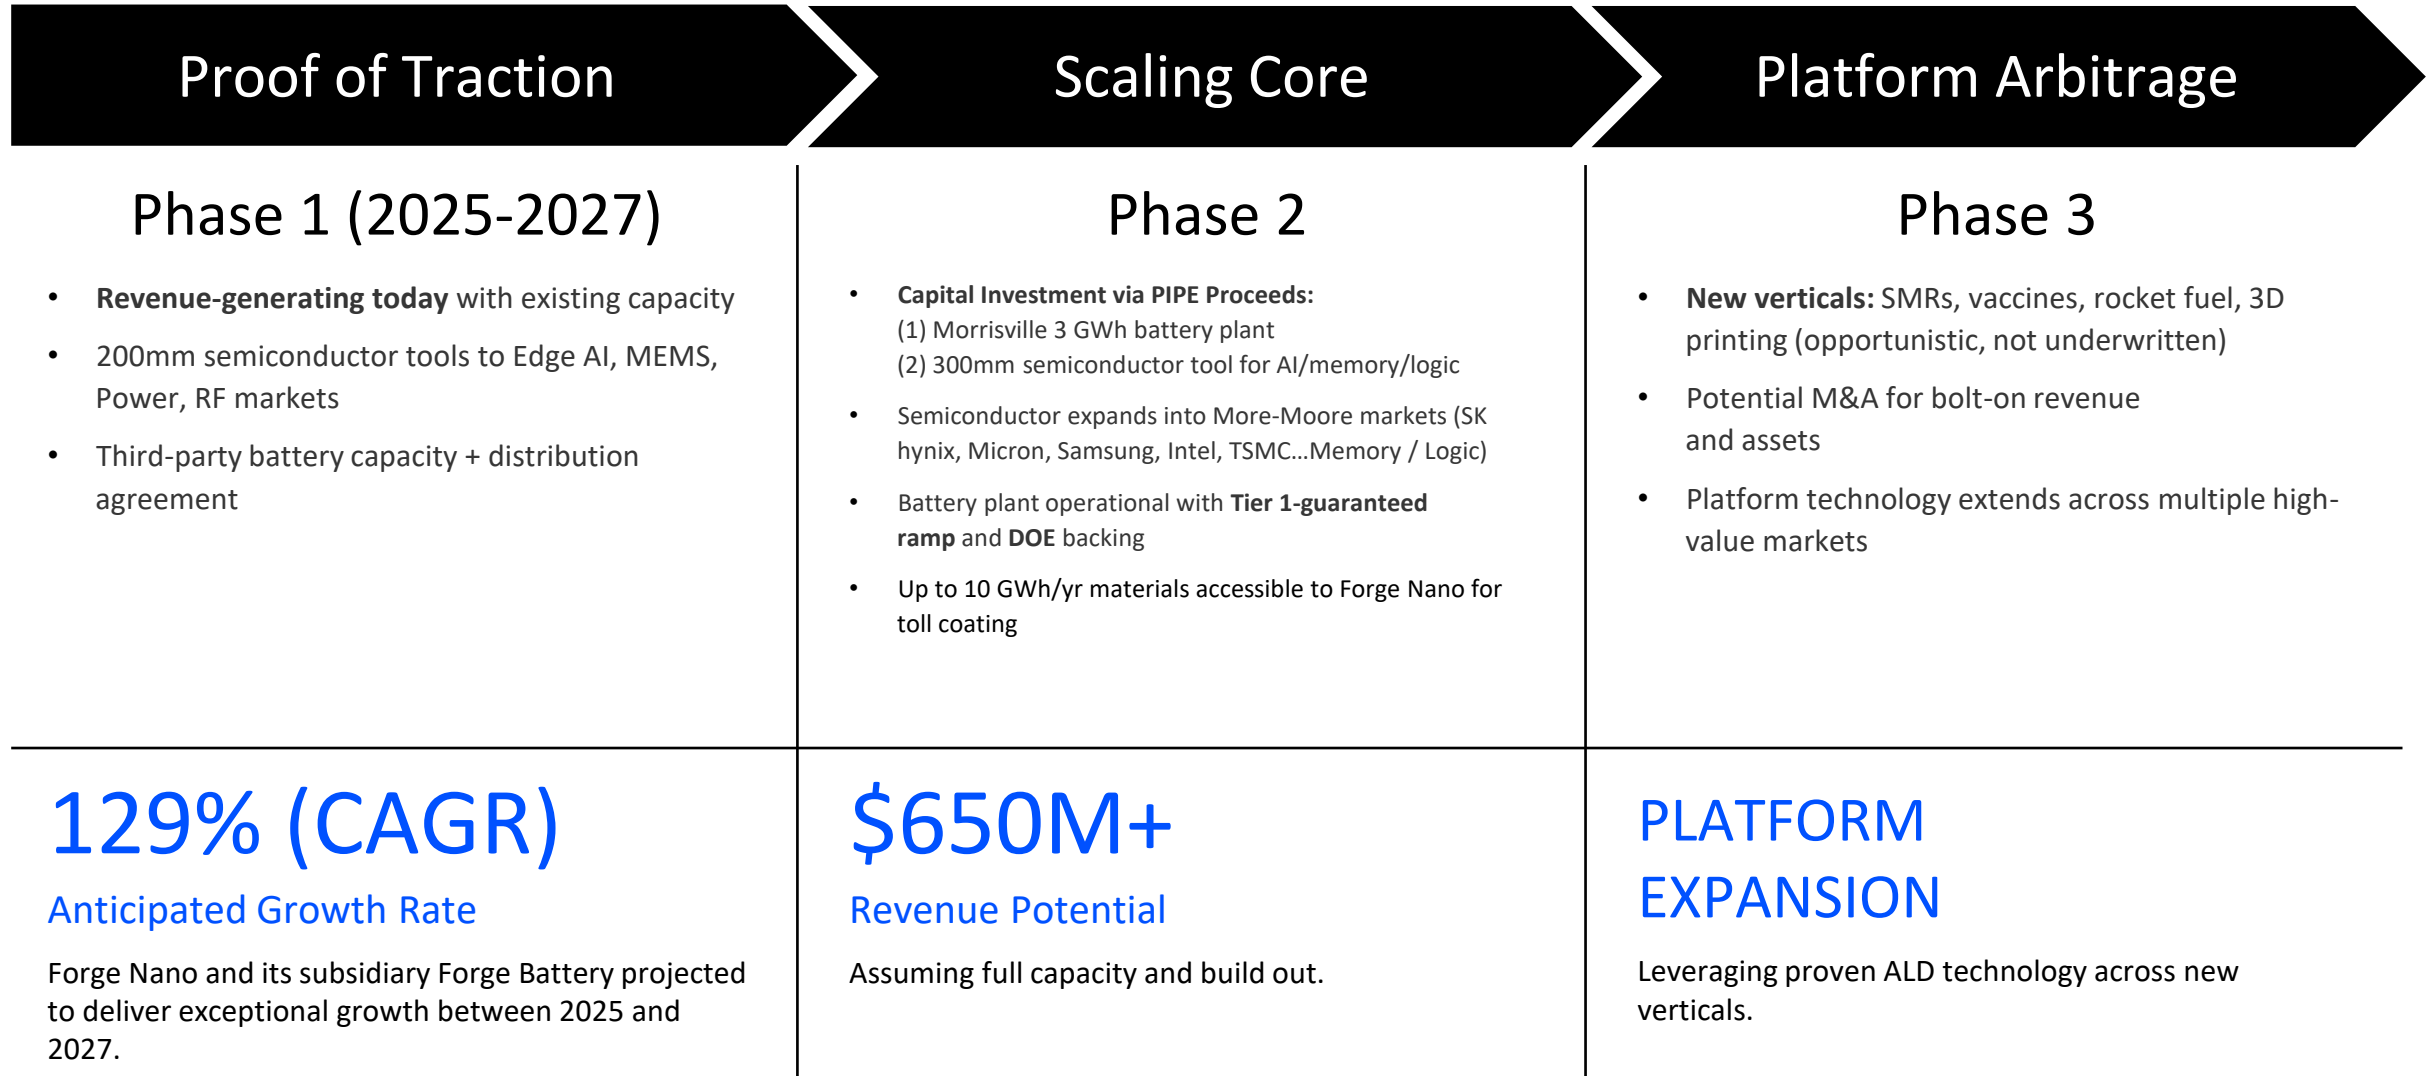 Proof of Traction
Scaling Core
Platform Arbitrage
Phase 1 (2025-2027)
• Revenue-generating today with existing capacity
• 200mm semiconductor tools to Edge AI, MEMS,
Power, RF markets
• Third-party battery capacity + distribution
agreement
Phase 2
• Capital Investment via PIPE Proceeds:
(1) Morrisville 3 GWh battery plant
(2) 300mm semiconductor tool for AI/memory/logic
• Semiconductor expands into More-Moore markets (SK
hynix, Micron, Samsung, Intel, TSMC...Memory / Logic)
• Battery plant operational with Tier 1-guaranteed
ramp and DOE backing
• Up to 10 GWh/yr materials accessible to Forge Nano for
toll coating
Phase 3
• New verticals: SMRs, vaccines, rocket fuel, 3D
printing (opportunistic, not underwritten)
• Potential M&A for bolt-on revenue
and assets
• Platform technology extends across multiple high-
value markets
129% (CAGR)
Anticipated Growth Rate
Forge Nano and its subsidiary Forge Battery projected
to deliver exceptional growth between 2025 and
2027.
$650M+
Revenue Potential
Assuming full capacity and build out.
PLATFORM
EXPANSION
Leveraging proven ALD technology across new
verticals.